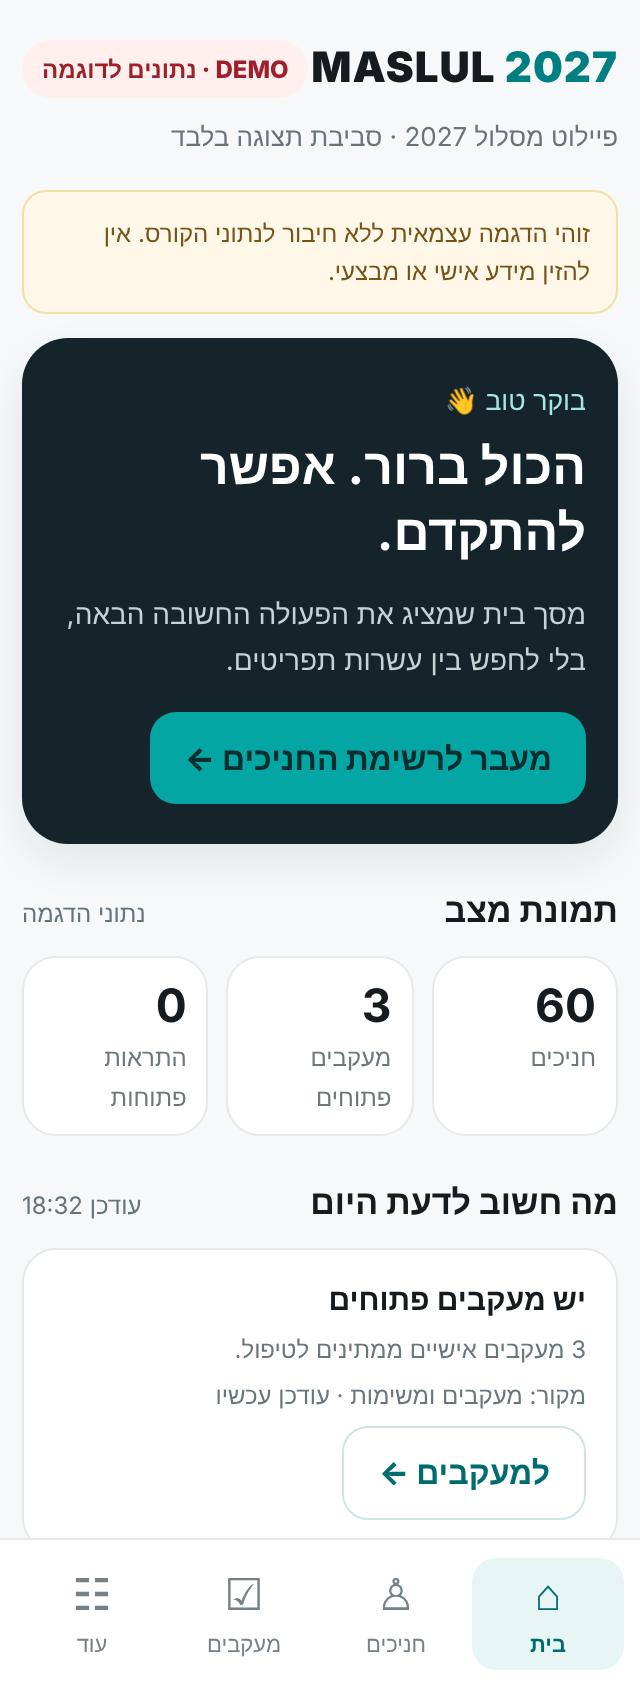 MASLUL 2027
DEMO · נתונים לדוגמה
פיילוט מסלול 2027 · סביבת תצוגה בלבד
זוהי הדגמה עצמאית ללא חיבור לנתוני הקורס. אין
להזין מידע אישי או מבצעי.
בוקר טוב 👋
הכול ברור. אפשר
להתקדם.
מסך בית שמציג את הפעולה החשובה הבאה,
בלי לחפש בין עשרות תפריטים.
מעבר לרשימת החניכים ←
תמונת מצב
נתוני הדגמה
60
חניכים
3
מעקבים
פתוחים
0
התראות
פתוחות
מה חשוב לדעת היום
עודכן 18:32
יש מעקבים פתוחים
3 מעקבים אישיים ממתינים לטיפול.
מקור: מעקבים ומשימות · עודכן עכשיו
למעקבים ←
בית
חניכים
מעקבים
עוד